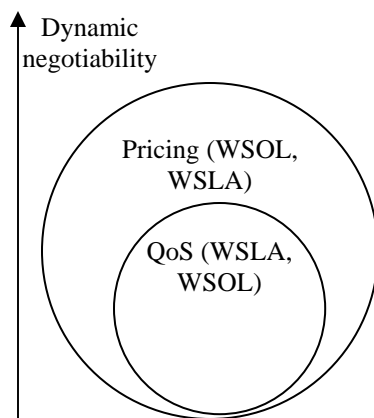 Dynamic
negotiability
Pricing (WSOL,
WSLA)
QoS (WSLA,
WSOL)